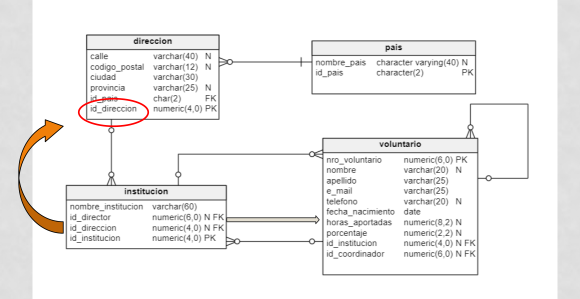 direccion
calle varchar(40) N
codigo_postal varchar(12) N
ciudad varchar(30)
provincia varchar(25) N
id_pais char(2) FK
id_direccion numeric(4,0) PK
pais
nombre_pais character varying(40) N
id_pais character(2) PK
voluntario
nro_voluntario numeric(6,0) PK
nombre varchar(20) N
apellido varchar(25)
e_mail varchar(25)
telefono varchar(20) N
fecha_nacimiento date
horas_aportadas numeric(8,2) N
porcentaje numeric(2,2) N
id_institucion numeric(4,0) N FK
id_coordinador numeric(6,0) N FK
institucion
nombre_institucion varchar(60)
id_director numeric(6,0) N FK
id_direccion numeric(4,0) N FK
id_institucion numeric(4,0) PK